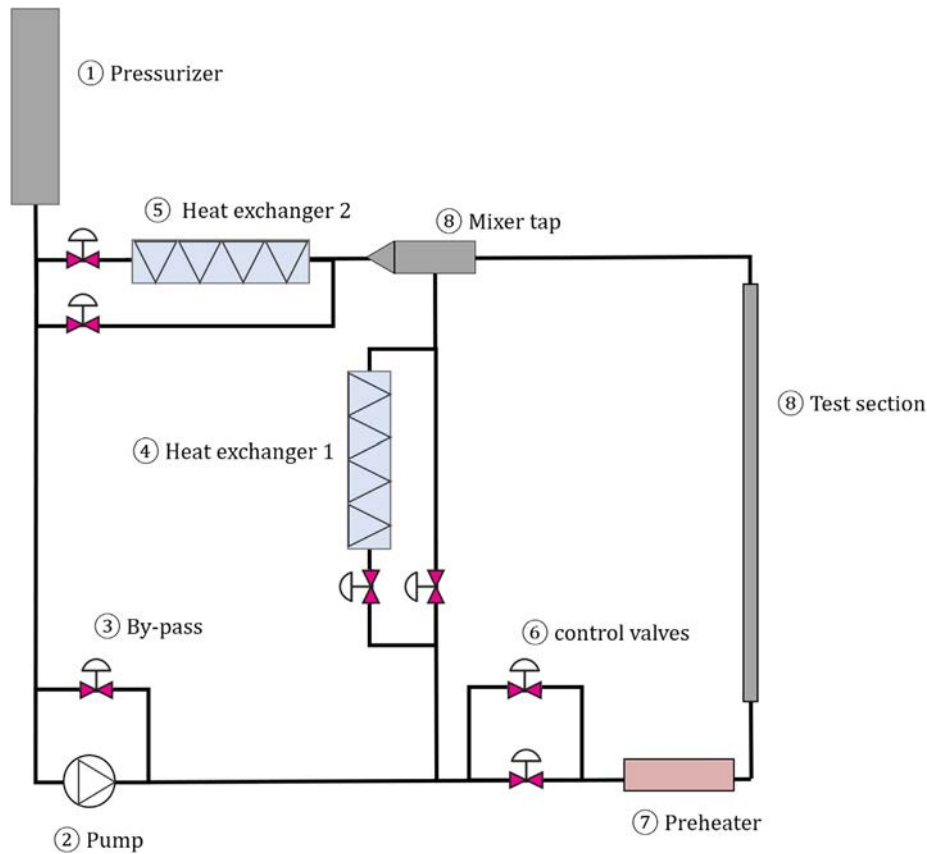 ① Pressurizer
⑤ Heat exchanger 2
⑧ Mixer tap
⑧ Test section
④ Heat exchanger 1
③ By-pass
⑥ control valves
⑦ Preheater
② Pump